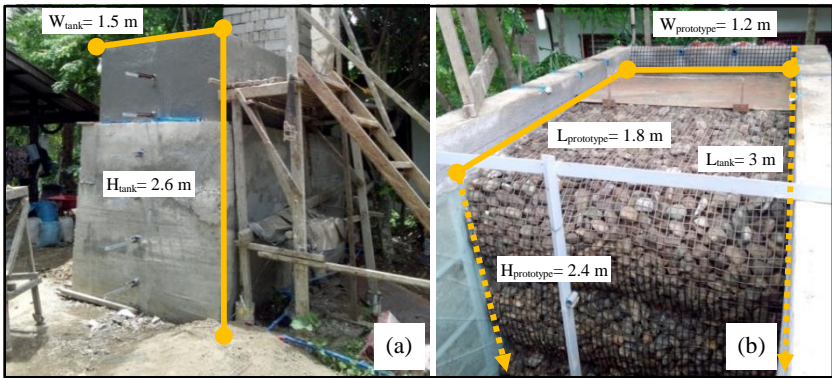 W_tank= 1.5 m
H_tank= 2.6 m
(a)
W_prototype= 1.2 m
L_prototype= 1.8 m
L_tank= 3 m
H_prototype= 2.4 m
(b)